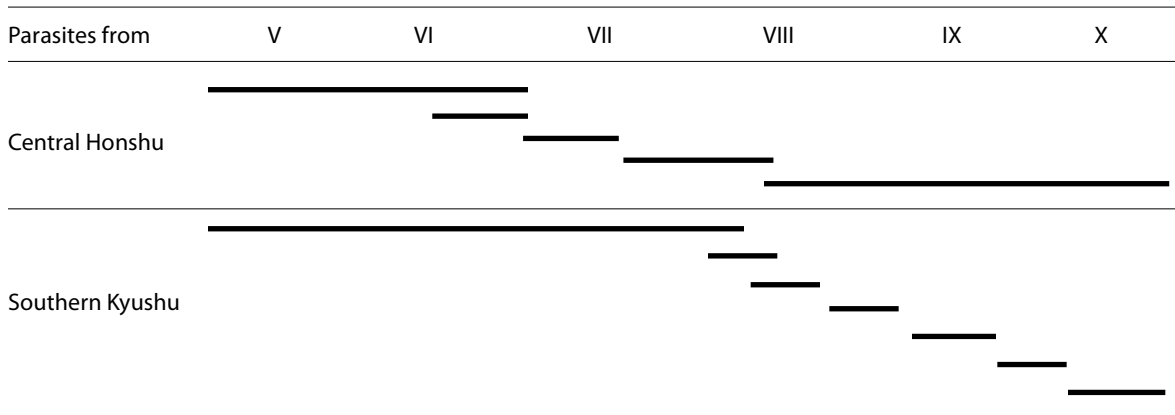 Parasites from V VI VII VIII IX X
Central Honshu
Southern Kyushu